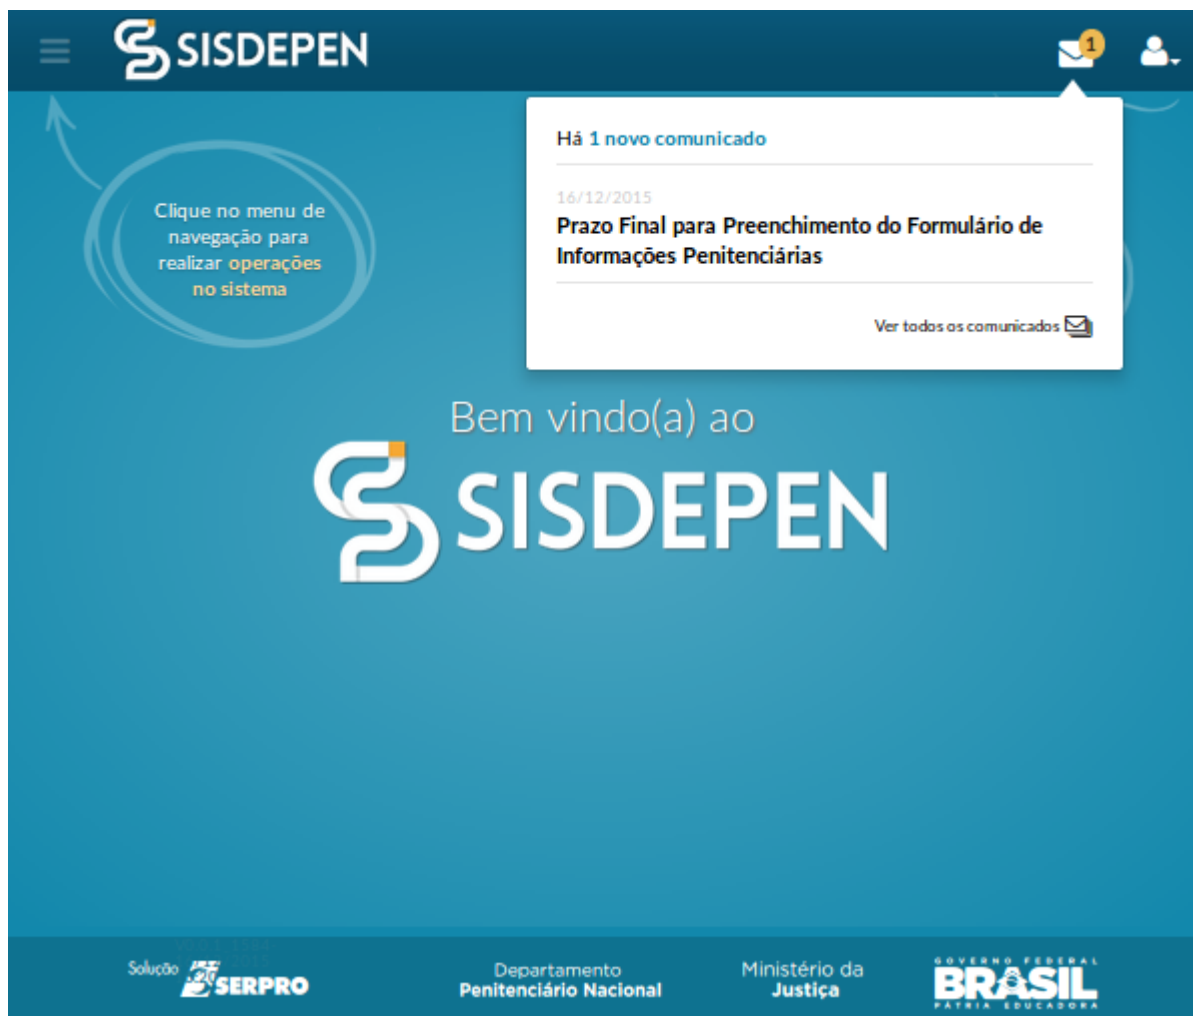 SISDEPEN
1
Há 1 novo comunicado
16/12/2015
Prazo Final para Preenchimento do Formulário de
Informações Penitenciárias
Ver todos os comunicados
Clique no menu de
navegação para
realizar operações
no sistema
Bem vindo(a) ao
SISDEPEN
Solução
SERPRO
Departamento
Penitenciário Nacional
Ministério da
Justiça
GOVERNO FEDERAL
BRASIL
PÁTRIA EDUCADORA